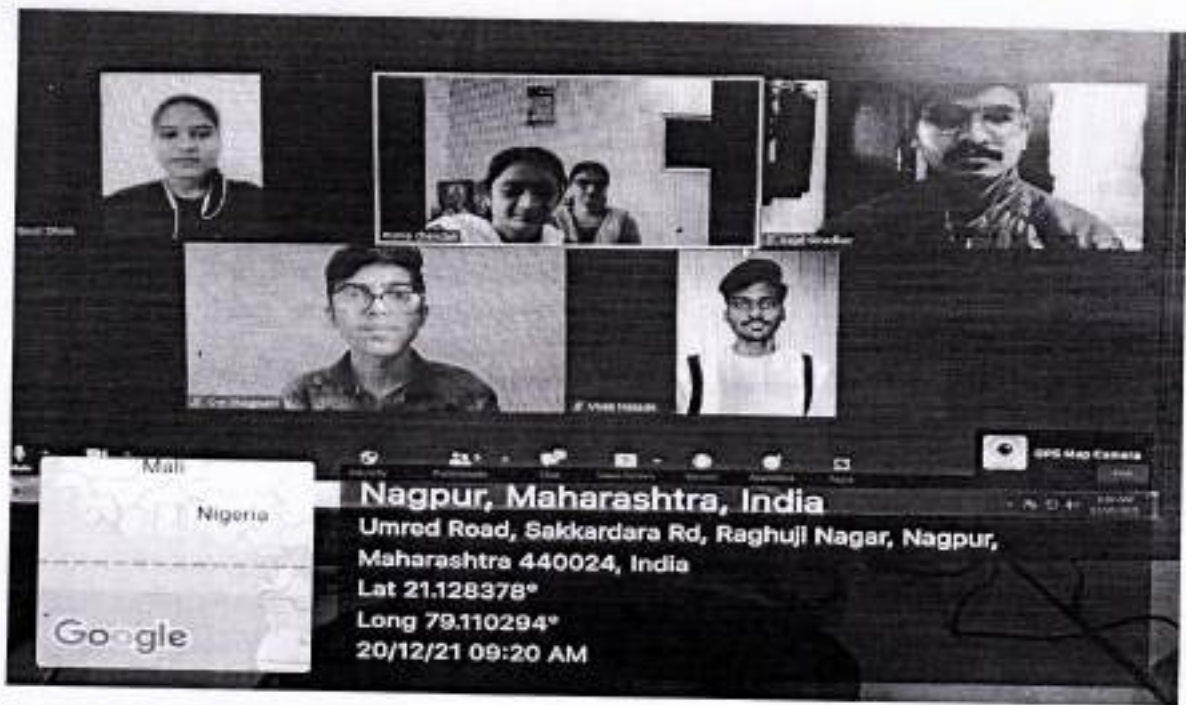 GPS Map Camera
Mali
Nigeria
Google
Nagpur, Maharashtra, India
Umred Road, Sakkardara Rd, Raghuji Nagar, Nagpur,
Maharashtra 440024, India
Lat 21.128378°
Long 79.110294°
20/12/21 09:20 AM